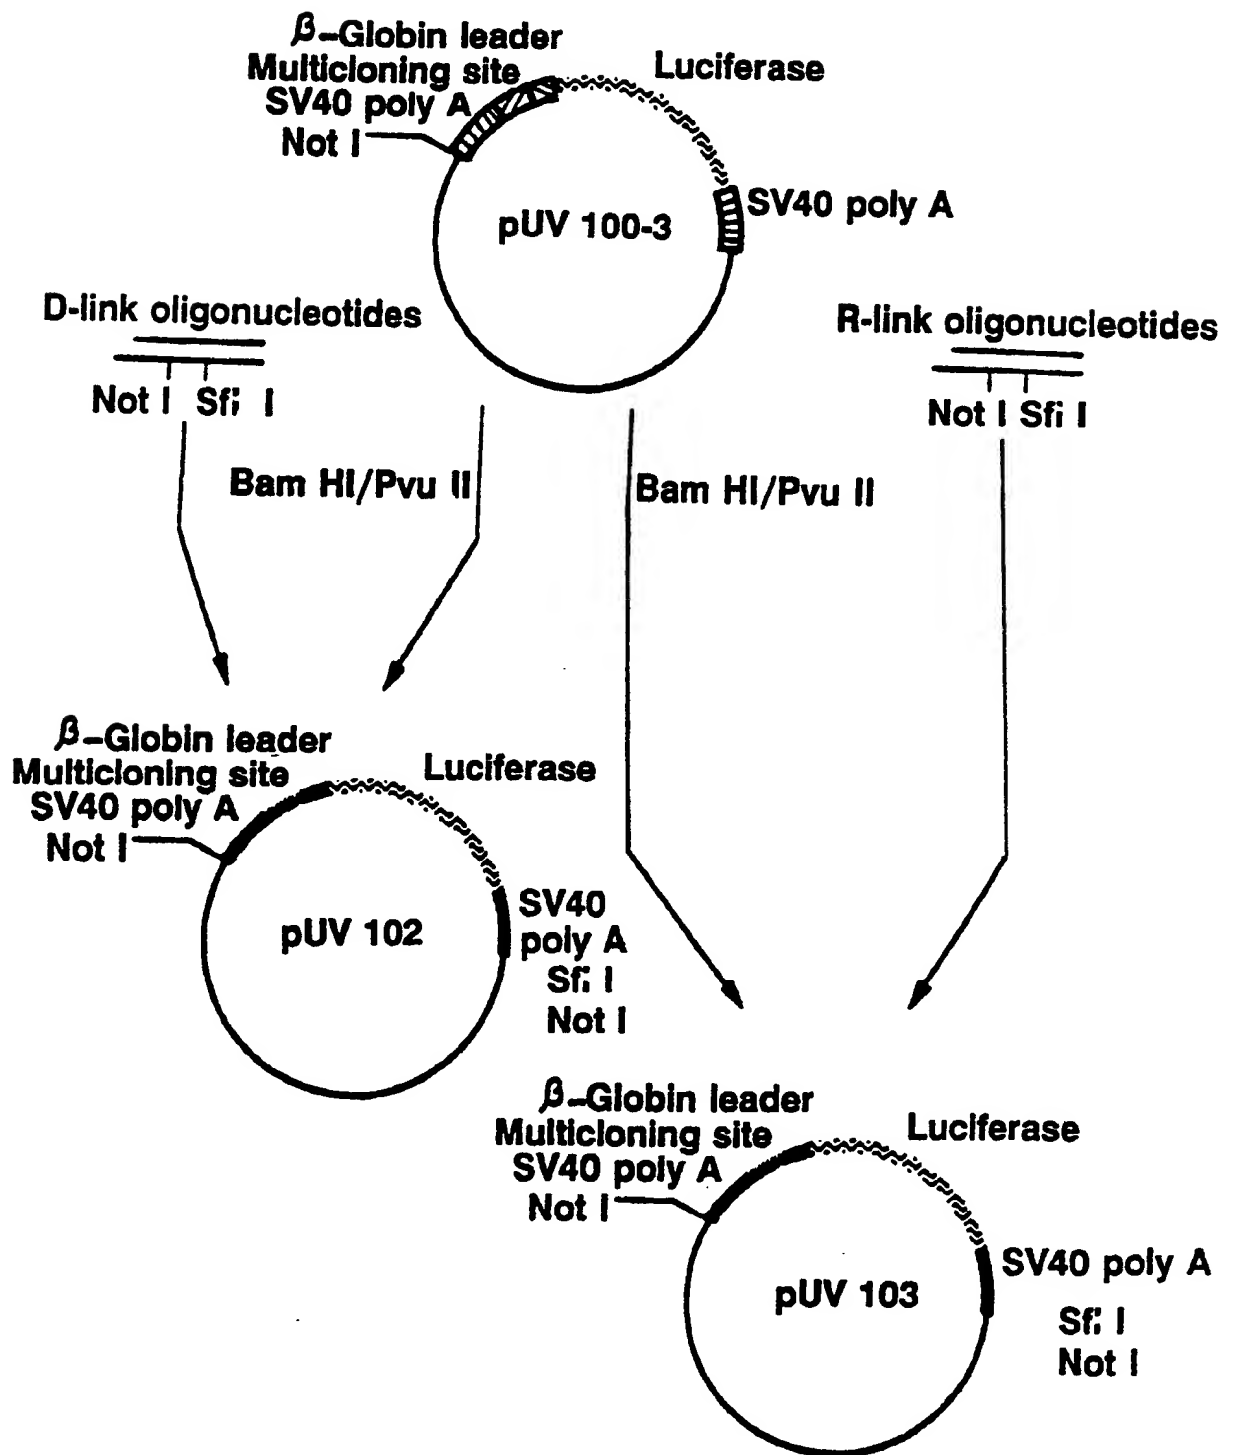 β-Globin leader
Multicloning site
SV40 poly A
Not I
Luciferase
SV40 poly A
pUV 100-3
D-link oligonucleotides
Not I Sfi I
R-link oligonucleotides
Not I Sfi I
Bam HI/Pvu II
Bam HI/Pvu II
β-Globin leader
Multicloning site
SV40 poly A
Not I
Luciferase
SV40
poly A
Sfi I
Not I
pUV 102
β-Globin leader
Multicloning site
SV40 poly A
Not I
Luciferase
SV40 poly A
Sfi I
Not I
pUV 103